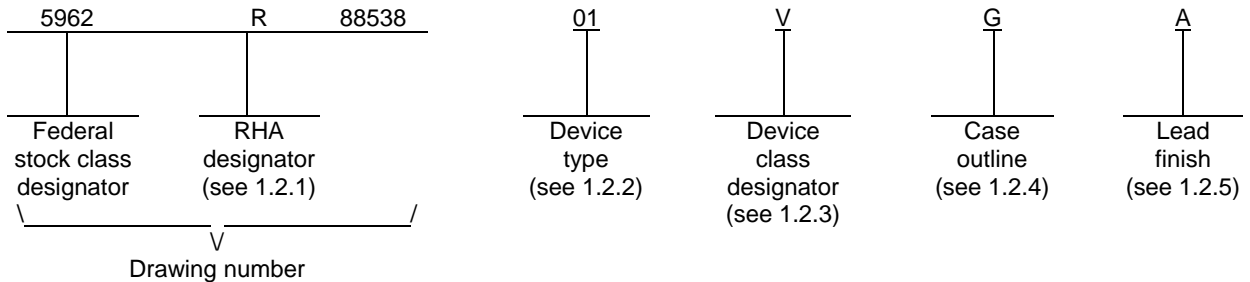 5962 R 88538 01 V G A
Federal stock class designator
RHA designator (see 1.2.1)
Device type (see 1.2.2)
Device class designator (see 1.2.3)
Case outline (see 1.2.4)
Lead finish (see 1.2.5)
Drawing number